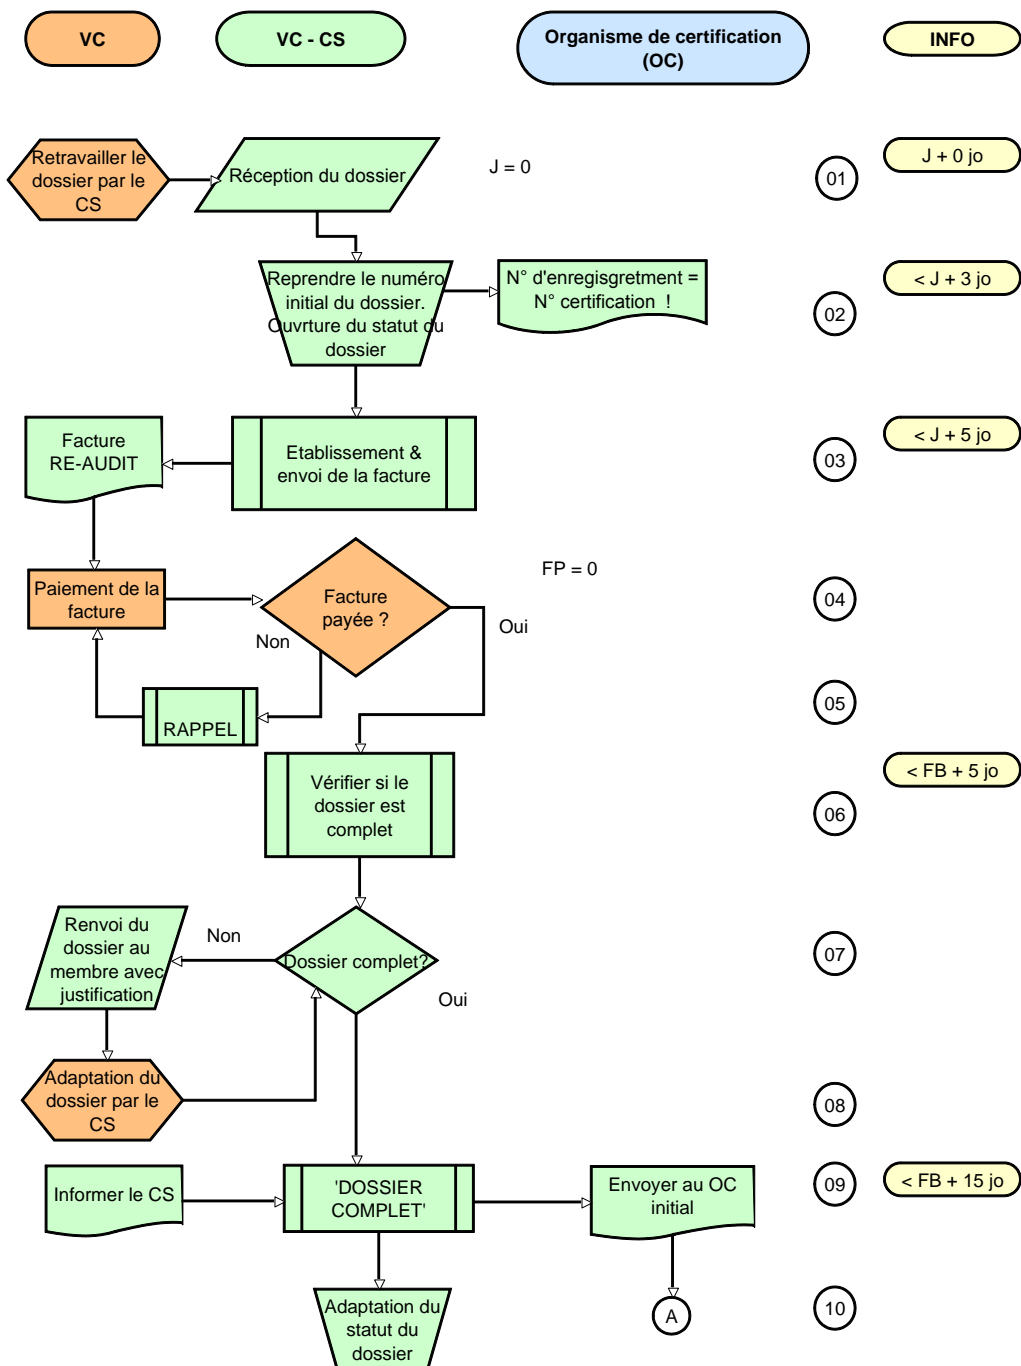 VC
VC - CS
Organisme de certification
(OC)
INFO
Retravailler le
dossier par le
CS
Réception du dossier
J = 0
01
J + 0 jo
Reprendre le numéro
initial du dossier.
Ouvrture du statut du
dossier
N° d'enregisgretment =
N° certification !
02
< J + 3 jo
Facture
RE-AUDIT
Etablissement &
envoi de la facture
03
< J + 5 jo
Paiement de la
facture
Facture
payée ?
FP = 0
04
Non
Oui
RAPPEL
05
Vérifier si le
dossier est
complet
06
< FB + 5 jo
Renvoi du
dossier au
membre avec
justification
Non
Dossier complet?
Oui
07
Adaptation du
dossier par le
CS
08
Informer le CS
'DOSSIER
COMPLET'
Envoyer au OC
initial
09
< FB + 15 jo
Adaptation du
statut du
dossier
A
10